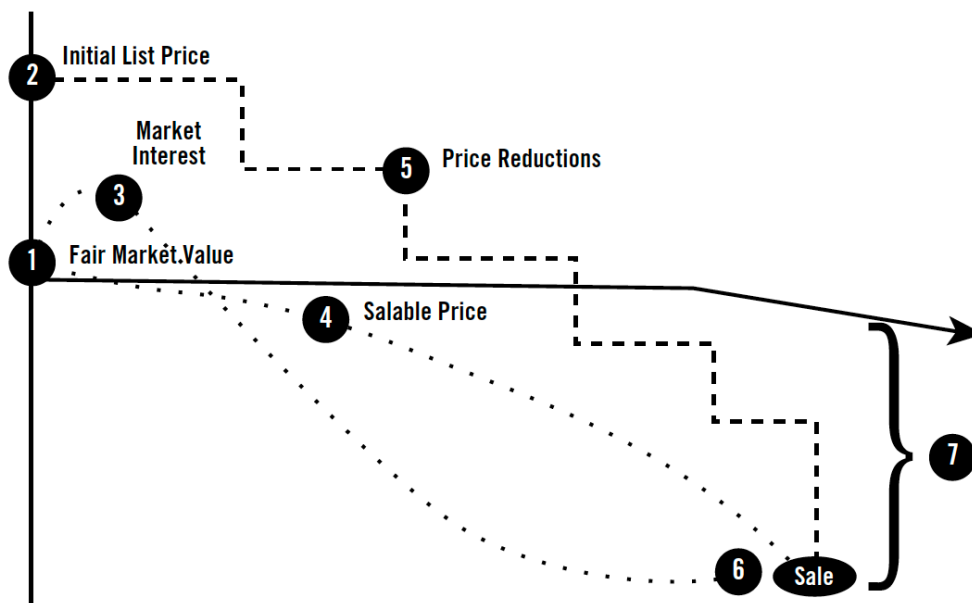 2 Initial List Price
Market
Interest
3
5 Price Reductions
1 Fair Market Value
4 Salable Price
7
6 Sale